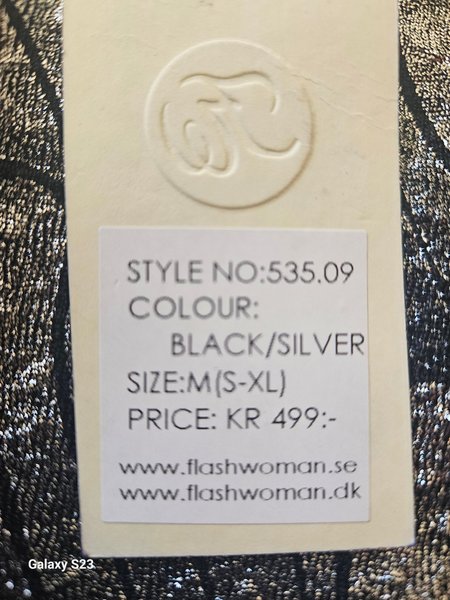 STYLE NO:535.09
COLOUR:
BLACK/SILVER
SIZE:M(S-XL)
PRICE: KR 499:-
www.flashwoman.se
www.flashwoman.dk
Galaxy S23